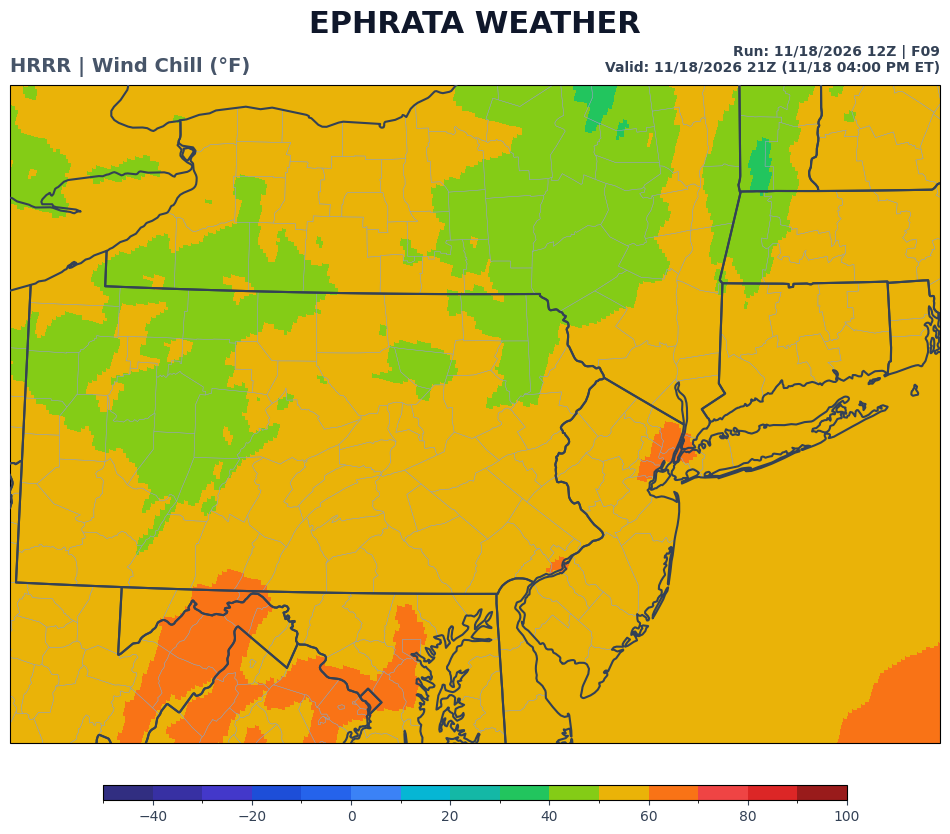 EPHRATA WEATHER
HRRR | Wind Chill (°F)
Run: 11/18/2026 12Z | F09
Valid: 11/18/2026 21Z (11/18 04:00 PM ET)
−40 −20 0 20 40 60 80 100